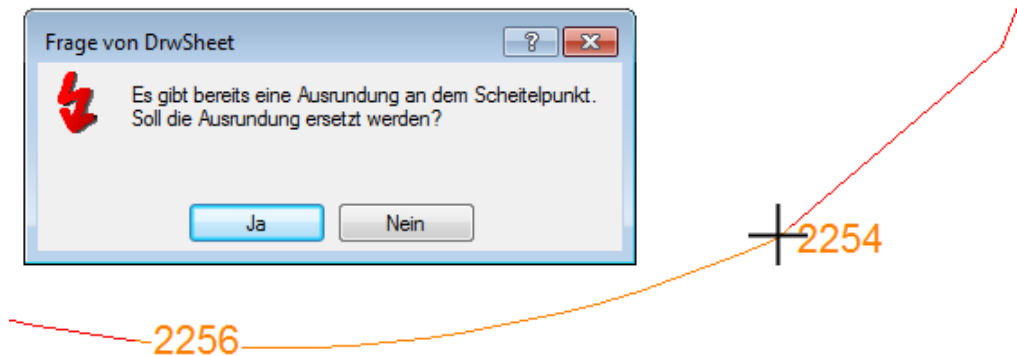 Frage von DrwSheet
Es gibt bereits eine Ausrundung an dem Scheitelpunkt.
Soll die Ausrundung ersetzt werden?
Ja
Nein
2254
2256